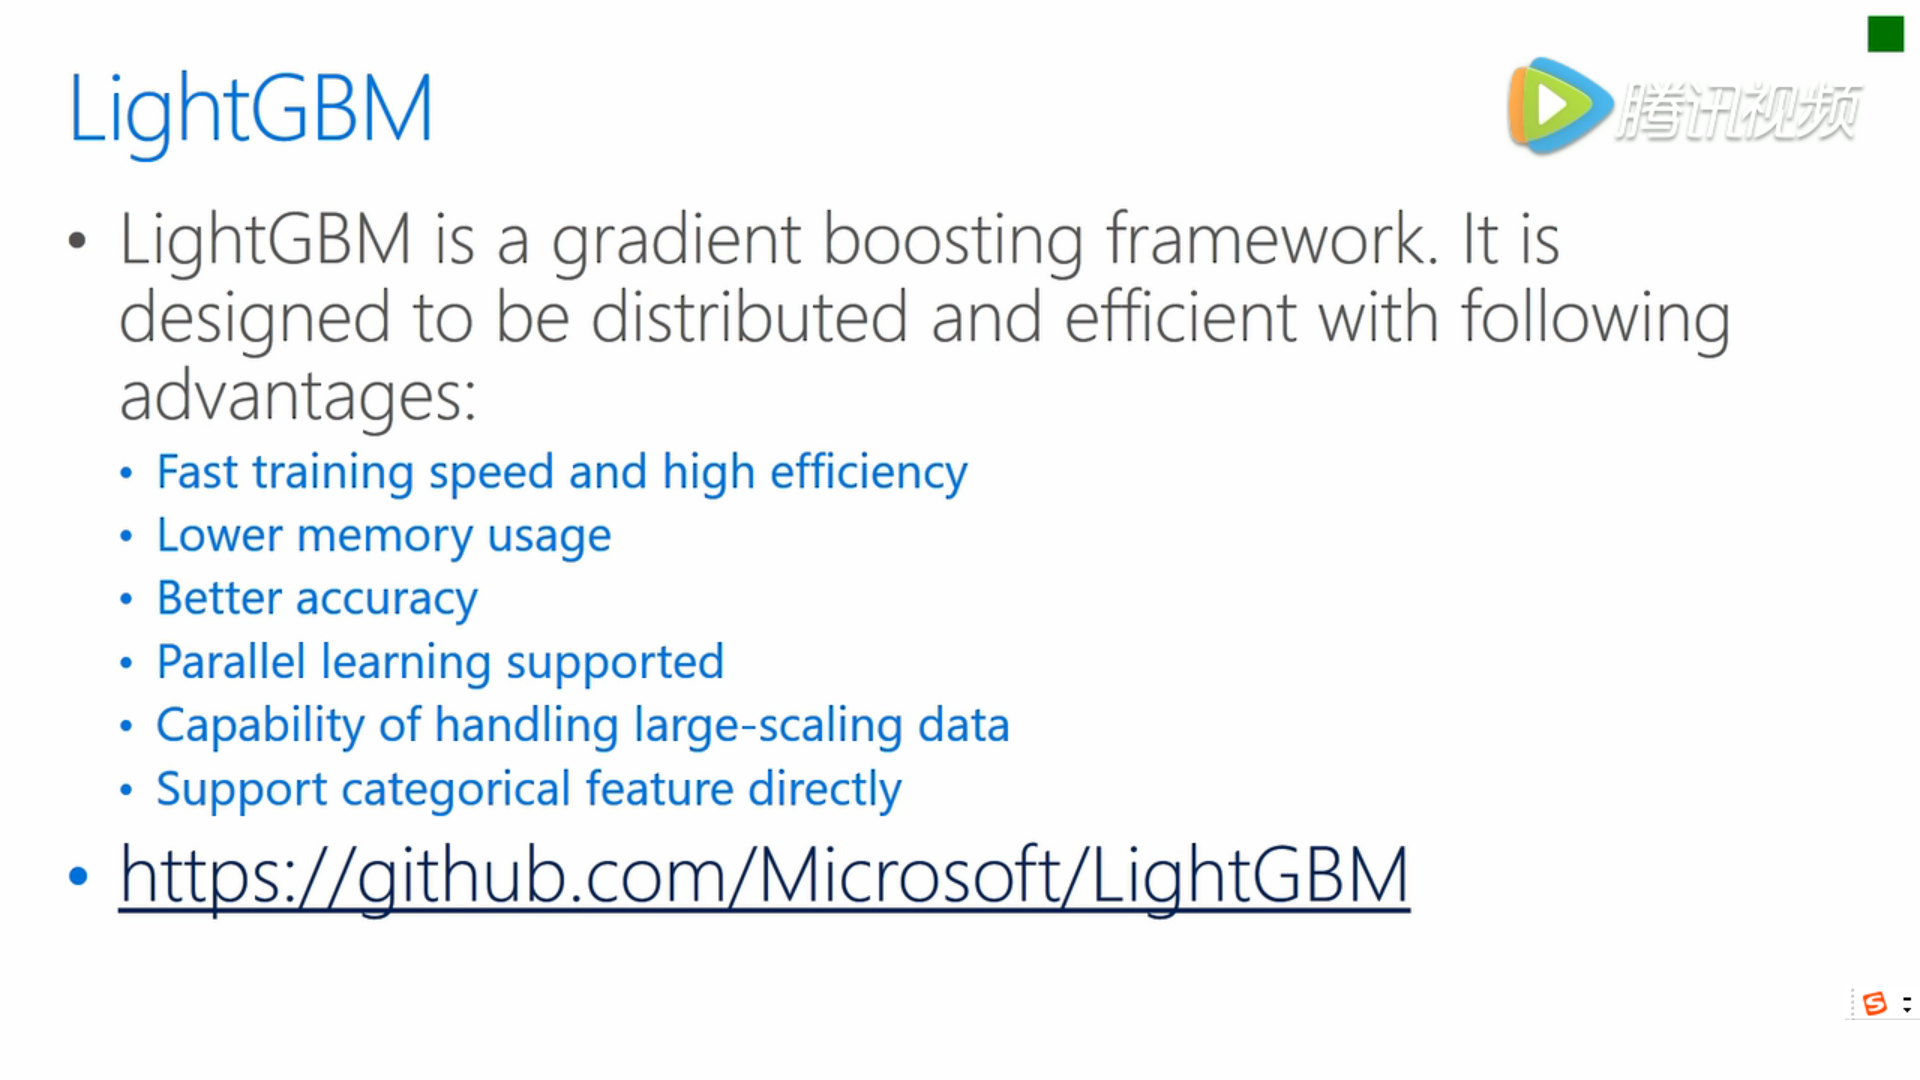 LightGBM
腾讯视频
• LightGBM is a gradient boosting framework. It is
designed to be distributed and efficient with following
advantages:
• Fast training speed and high efficiency
• Lower memory usage
• Better accuracy
• Parallel learning supported
• Capability of handling large-scaling data
• Support categorical feature directly
• https://github.com/Microsoft/LightGBM
S